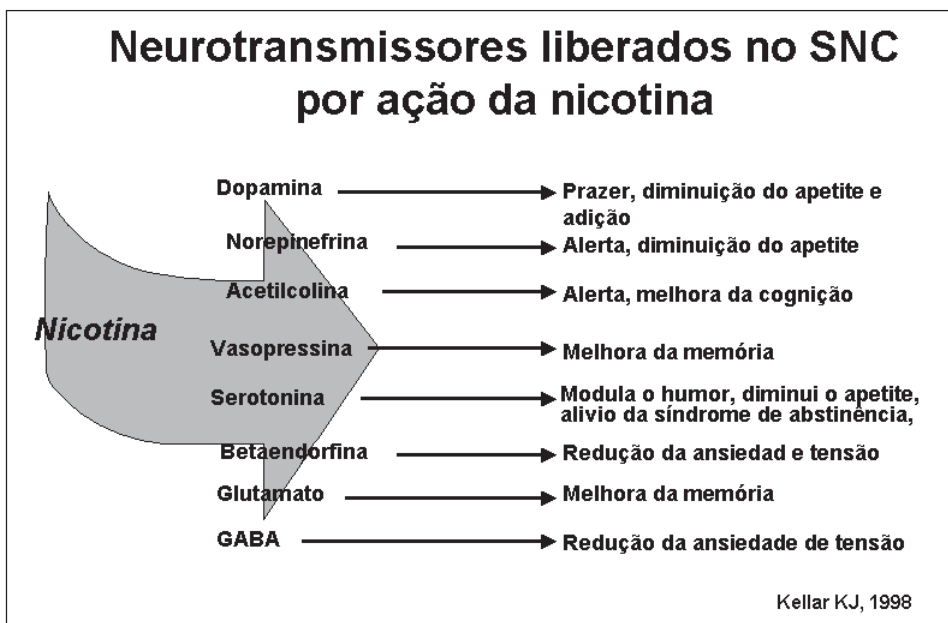 Neurotransmissores liberados no SNC
por ação da nicotina
Nicotina
Dopamina
Prazer, diminuição do apetite e
adição
Norepinefrina
Alerta, diminuição do apetite
Acetilcolina
Alerta, melhora da cognição
Vasopressina
Melhora da memória
Serotonina
Modula o humor, diminui o apetite,
alivio da síndrome de abstinência,
Betaendorfina
Redução da ansiedad e tensão
Glutamato
Melhora da memória
GABA
Redução da ansiedade de tensão
Kellar KJ, 1998